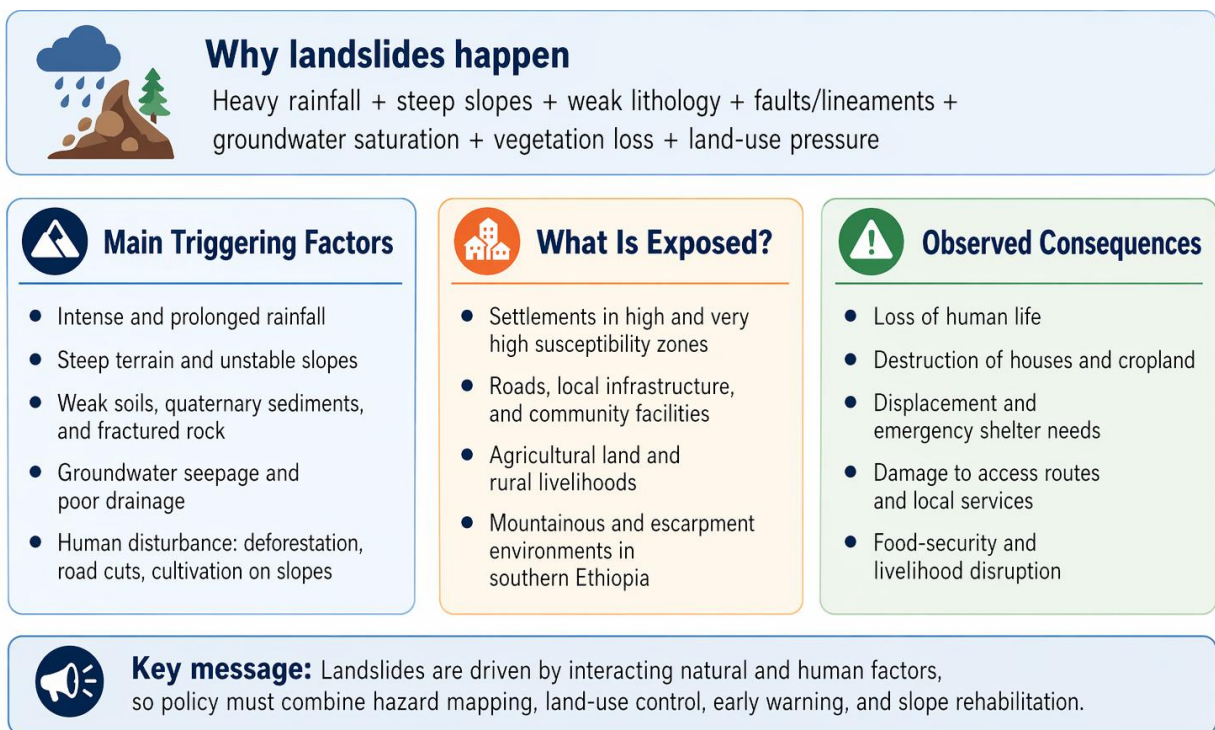 Why landslides happen
Heavy rainfall + steep slopes + weak lithology + faults/lineaments +
groundwater saturation + vegetation loss + land-use pressure
Main Triggering Factors
• Intense and prolonged rainfall
• Steep terrain and unstable slopes
• Weak soils, quaternary sediments,
and fractured rock
• Groundwater seepage and
poor drainage
• Human disturbance: deforestation,
road cuts, cultivation on slopes
What Is Exposed?
• Settlements in high and very
high susceptibility zones
• Roads, local infrastructure,
and community facilities
• Agricultural land and
rural livelihoods
• Mountainous and escarpment
environments in
southern Ethiopia
Observed Consequences
• Loss of human life
• Destruction of houses and cropland
• Displacement and
emergency shelter needs
• Damage to access routes
and local services
• Food-security and
livelihood disruption
Key message: Landslides are driven by interacting natural and human factors,
so policy must combine hazard mapping, land-use control, early warning, and slope rehabilitation.